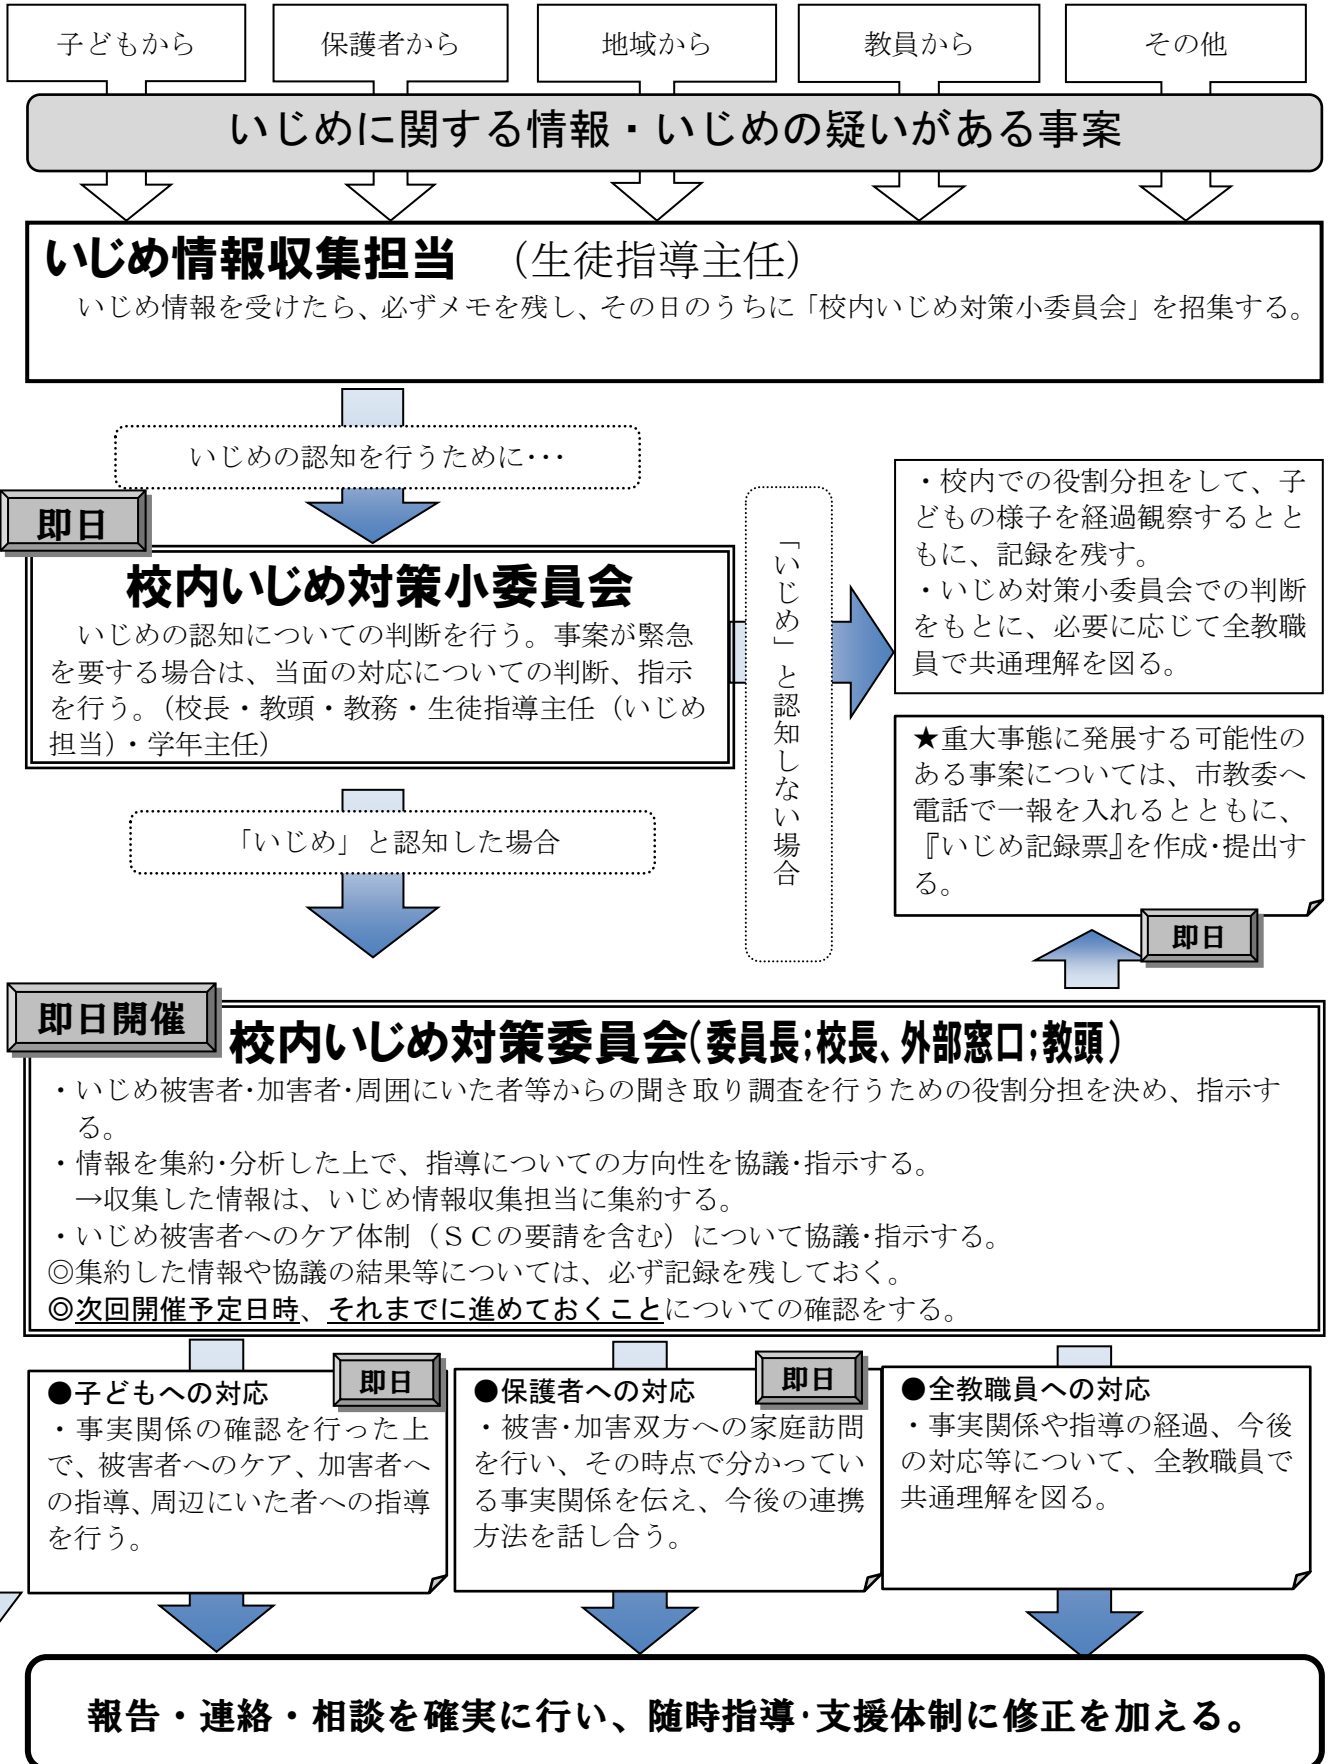 子どもから
保護者から
地域から
教員から
その他
いじめに関する情報・いじめの疑いがある事案
いじめ情報収集担当 （生徒指導主任）
いじめ情報を受けたら、必ずメモを残し、その日のうちに「校内いじめ対策小委員会」を招集する。
いじめの認知を行うために･･･
即日
校内いじめ対策小委員会
いじめの認知についての判断を行う。事案が緊急
を要する場合は、当面の対応についての判断、指示
を行う。（校長・教頭・教務・生徒指導主任（いじめ
担当）・学年主任）
「いじめ」と認知しない場合
・校内での役割分担をして、子
どもの様子を経過観察するとと
もに、記録を残す。
・いじめ対策小委員会での判断
をもとに、必要に応じて全教職
員で共通理解を図る。
★重大事態に発展する可能性の
ある事案については、市教委へ
電話で一報を入れるとともに、
『いじめ記録票』を作成･提出す
る。
即日
「いじめ」と認知した場合
即日開催
校内いじめ対策委員会(委員長;校長、外部窓口;教頭)
・いじめ被害者･加害者･周囲にいた者等からの聞き取り調査を行うための役割分担を決め、指示す
る。
・情報を集約･分析した上で、指導についての方向性を協議･指示する。
→収集した情報は、いじめ情報収集担当に集約する。
・いじめ被害者へのケア体制（ＳＣの要請を含む）について協議･指示する。
◎集約した情報や協議の結果等については、必ず記録を残しておく。
◎次回開催予定日時、それまでに進めておくことについての確認をする。
即日
●子どもへの対応
・事実関係の確認を行った上
で、被害者へのケア、加害者へ
の指導、周辺にいた者への指導
を行う。
即日
●保護者への対応
・被害･加害双方への家庭訪問
を行い、その時点で分かってい
る事実関係を伝え、今後の連携
方法を話し合う。
●全教職員への対応
・事実関係や指導の経過、今後
の対応等について、全教職員で
共通理解を図る。
報告・連絡・相談を確実に行い、随時指導･支援体制に修正を加える。